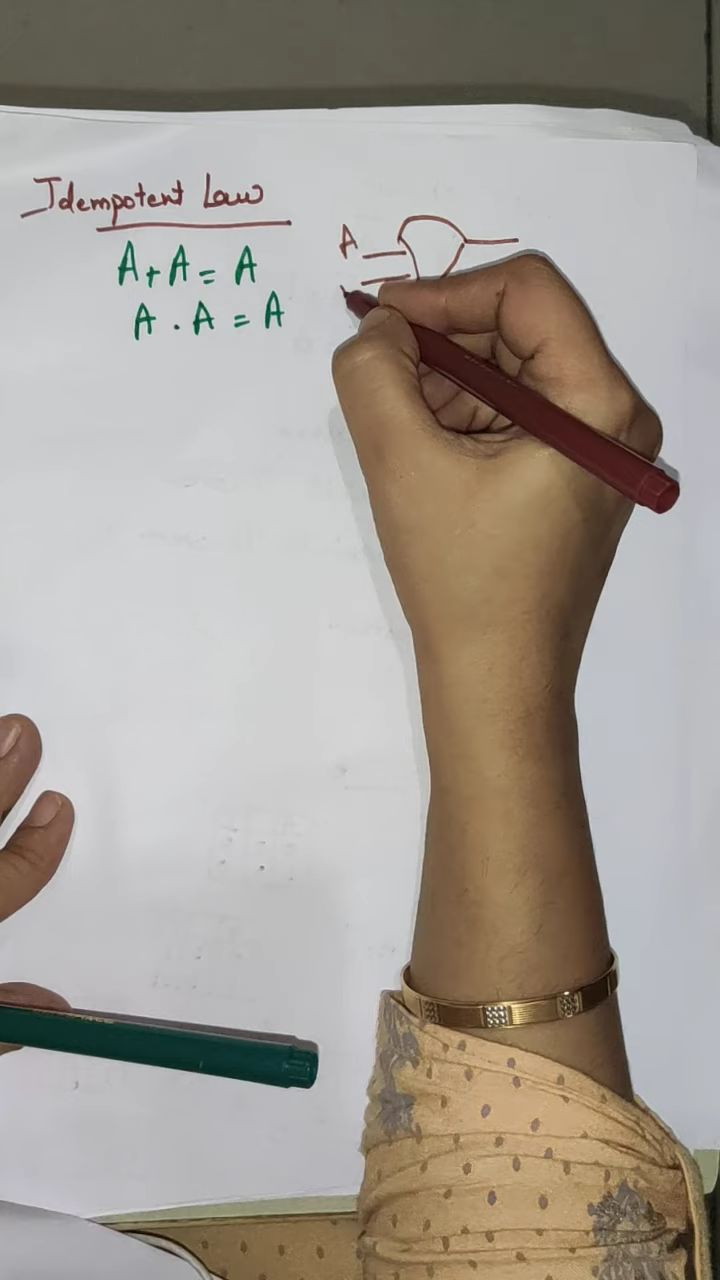 Idempotent Law
A + A = A
A . A = A
A